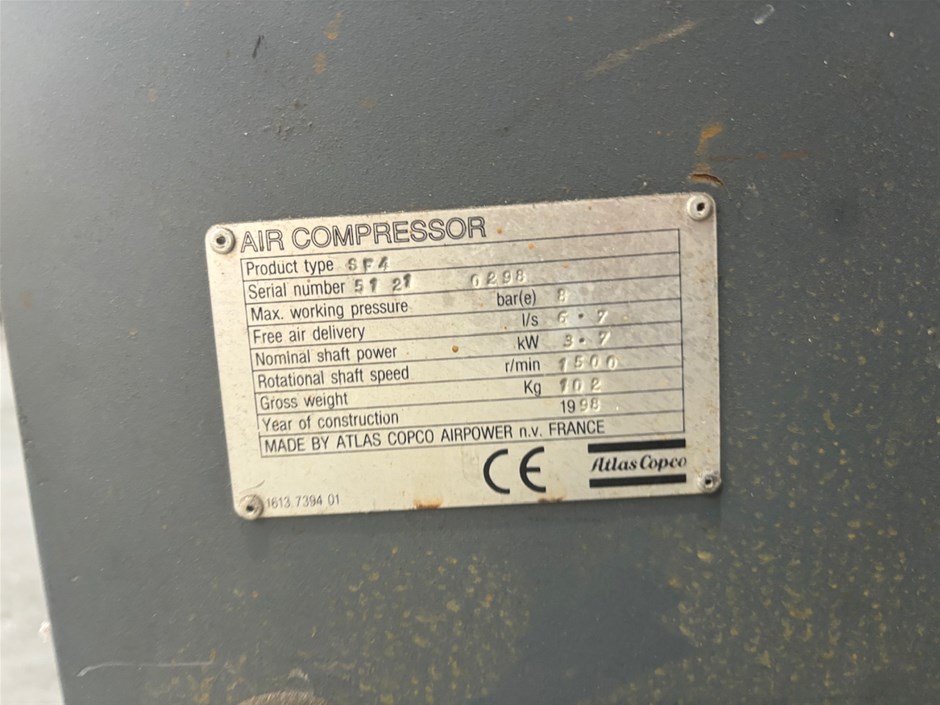 AIR COMPRESSOR
Product type SF4
Serial number 51 21 0298
Max. working pressure bar(e) 8
Free air delivery l/s 6.7
Nominal shaft power kW 3.7
Rotational shaft speed r/min 1500
Gross weight Kg 102
Year of construction 1998
MADE BY ATLAS COPCO AIRPOWER n.v. FRANCE
CE
Atlas Copco
1613 7394 01